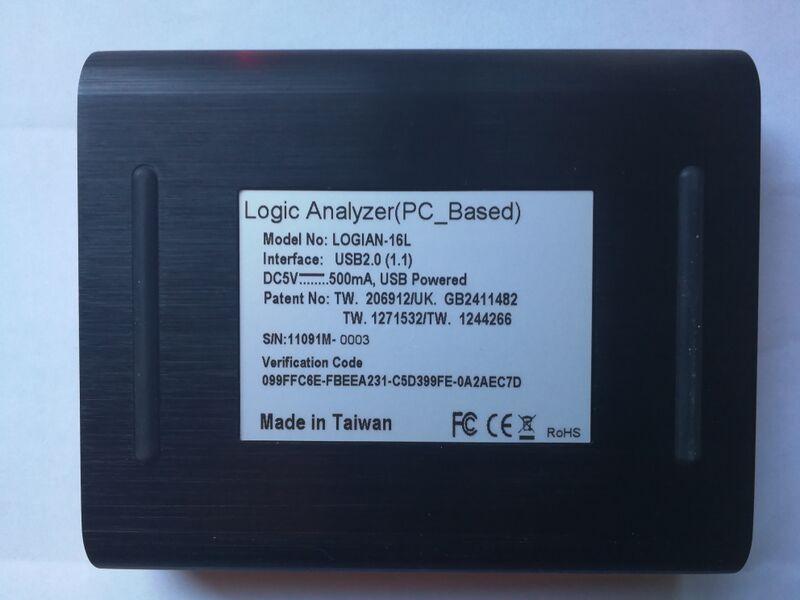 Logic Analyzer(PC_Based)
Model No: LOGIAN-16L
Interface: USB2.0 (1.1)
DC5V⎓500mA, USB Powered
Patent No: TW. 206912/UK. GB2411482
TW. 1271532/TW. 1244266
S/N:11091M- 0003
Verification Code
099FFC6E-FBEEA231-C5D399FE-0A2AEC7D
Made in Taiwan FC CE RoHS